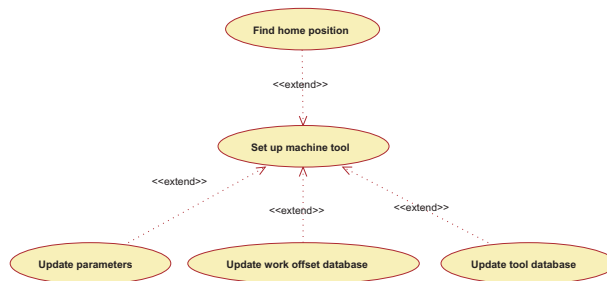 Find home position
<<extend>>
Set up machine tool
<<extend>>
<<extend>>
<<extend>>
Update parameters
Update work offset database
Update tool database